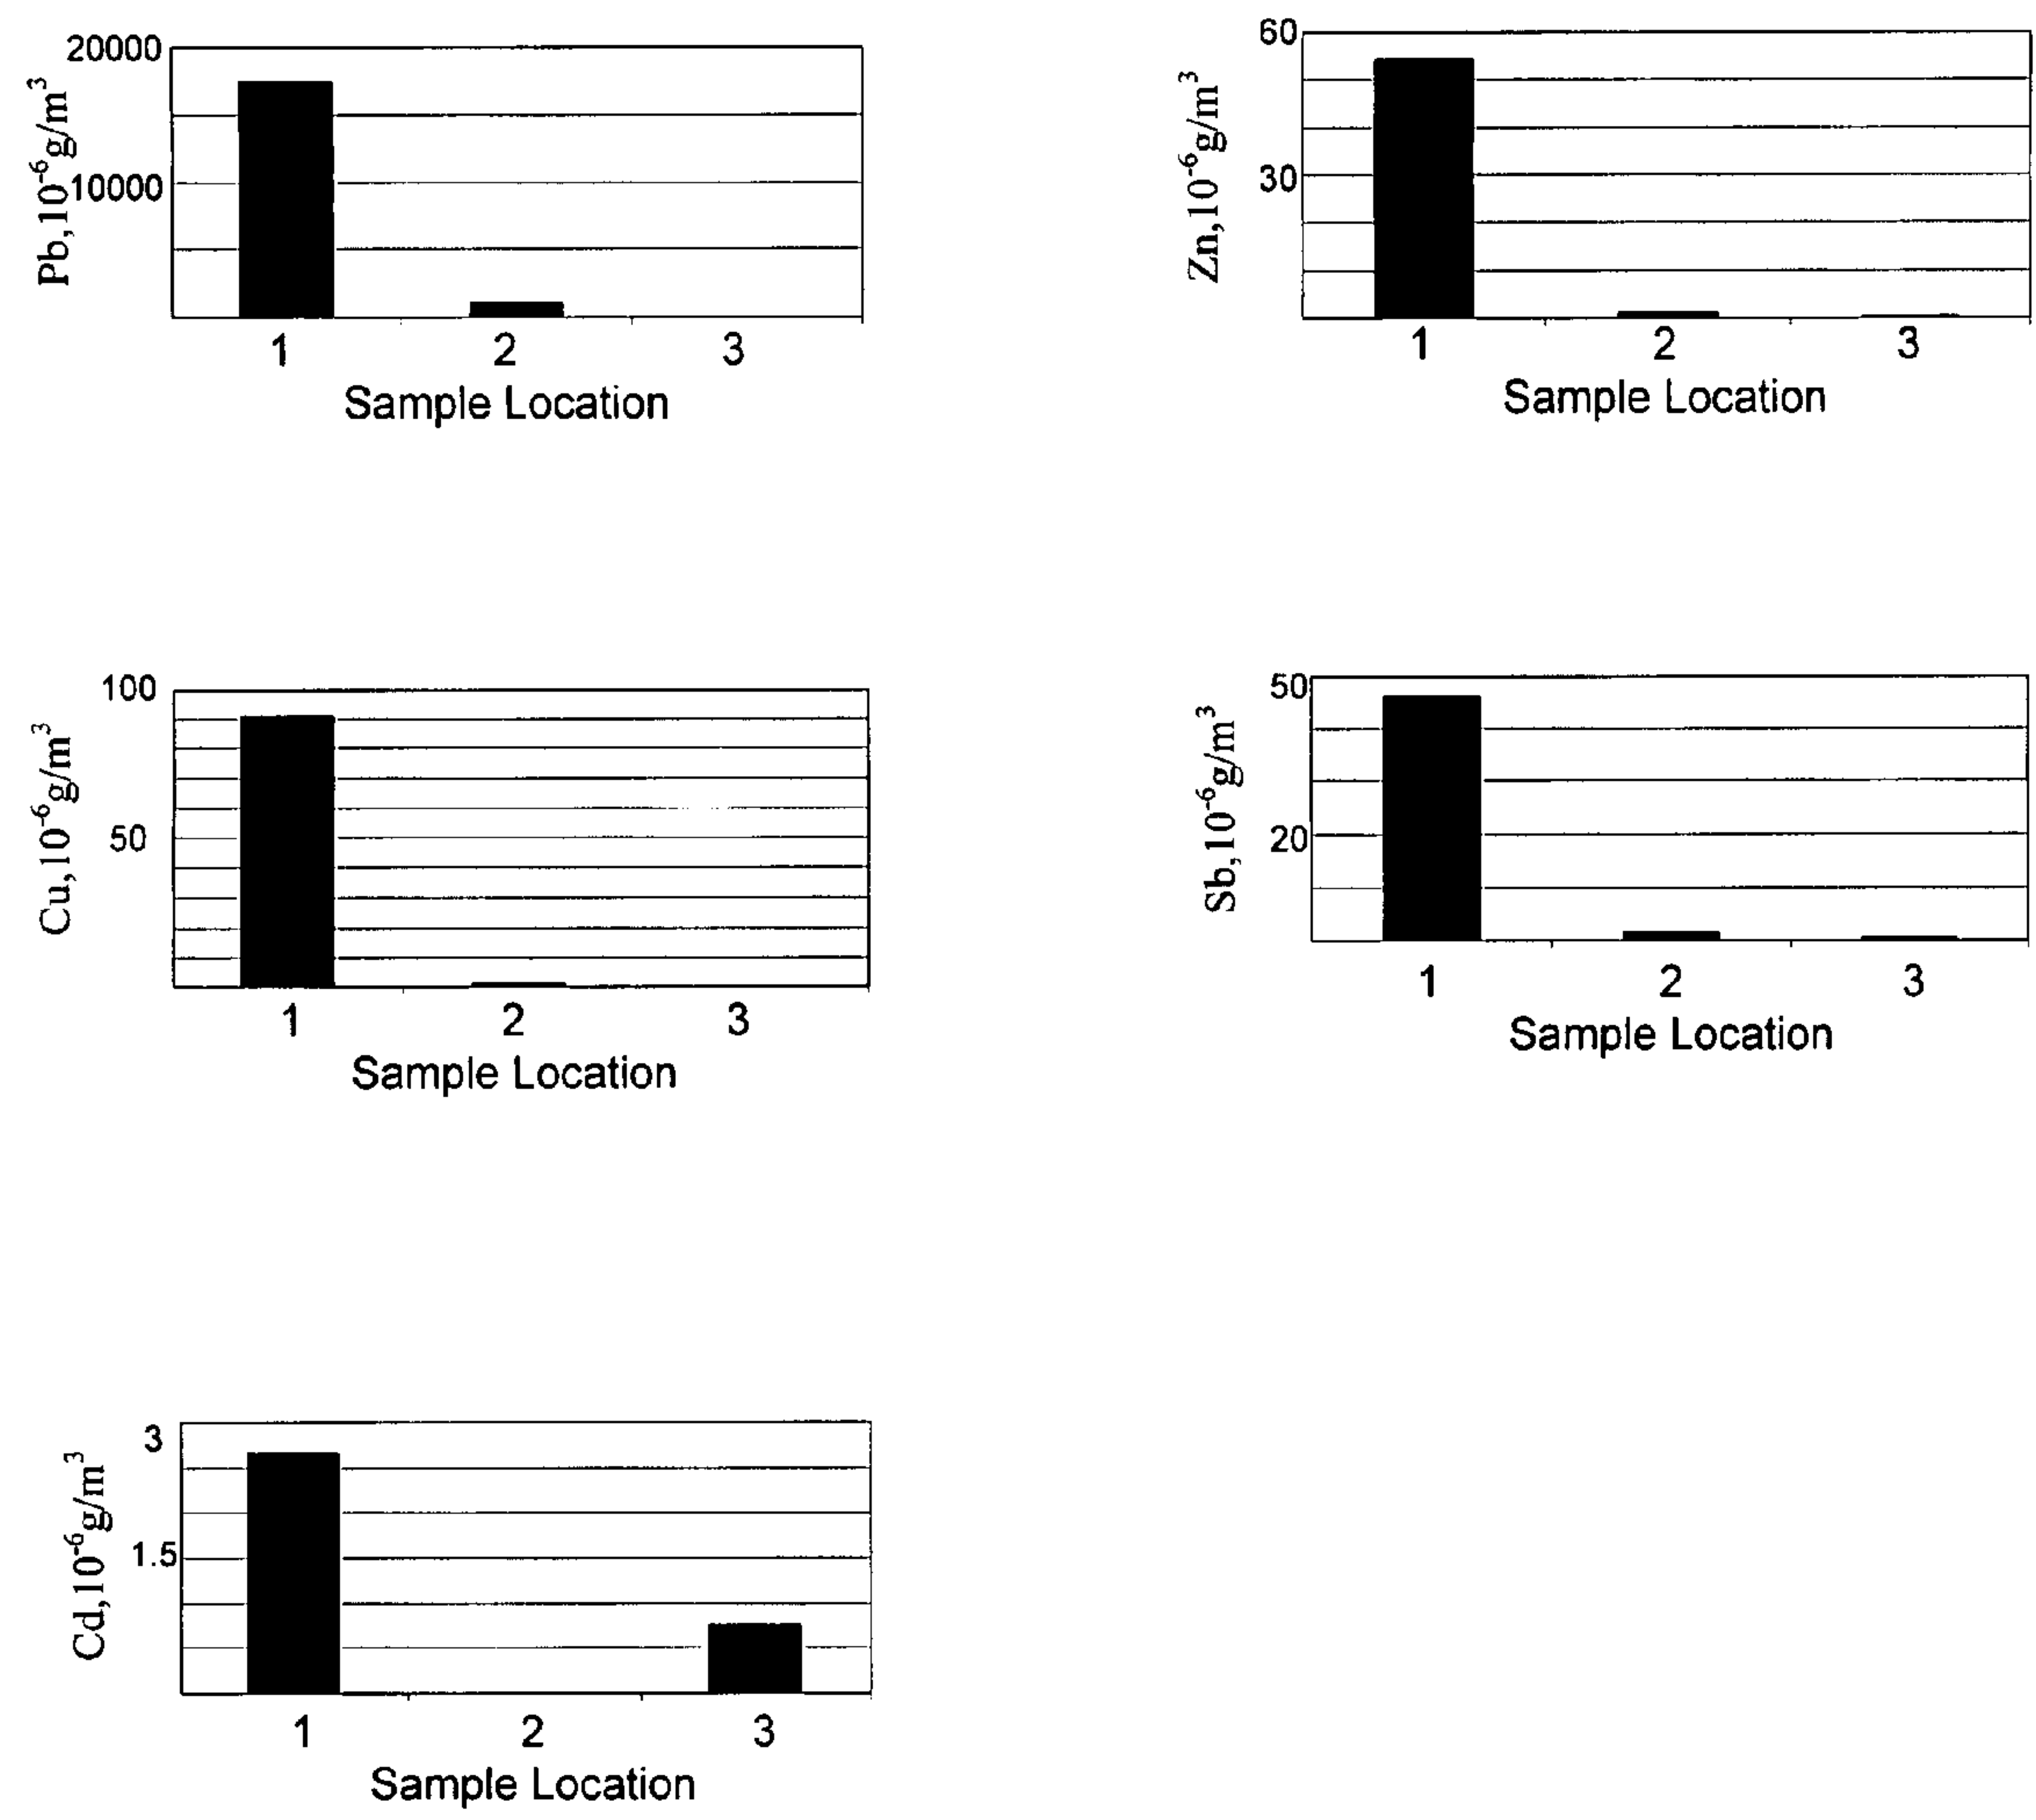 20000
10000
Pb,10⁻⁶g/m³
1 2 3
Sample Location
60
30
Zn,10⁻⁶g/m³
1 2 3
Sample Location
100
50
Cu,10⁻⁶g/m³
1 2 3
Sample Location
50
20
Sb,10⁻⁶g/m³
1 2 3
Sample Location
3
1.5
Cd,10⁻⁶g/m³
1 2 3
Sample Location